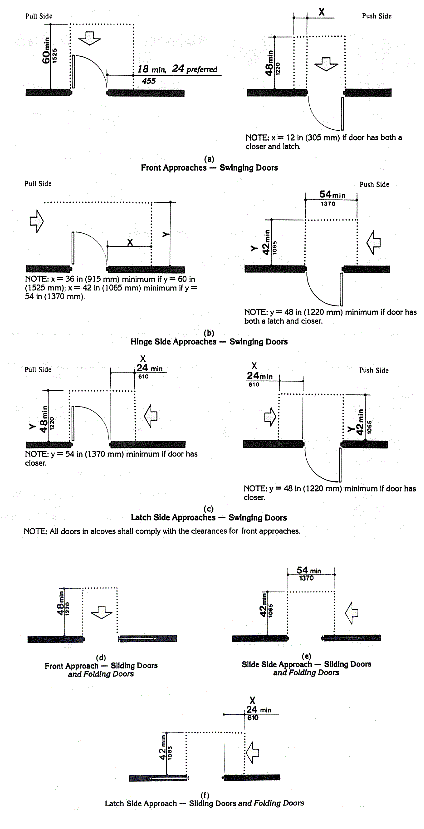 Pull Side
60 min
1525
18 min, 24 preferred
455
X
Push Side
48 min
1220
NOTE: x = 12 in (305 mm) if door has both a
closer and latch.
(a)
Front Approaches — Swinging Doors
Pull Side
X
Y
NOTE: x = 36 in (915 mm) minimum if y = 60 in
(1525 mm); x = 42 in (1065 mm) minimum if y =
54 in (1370 mm).
Push Side
54 min
1370
Y
42 min
1065
NOTE: y = 48 in (1220 mm) minimum if door has
both a latch and closer.
(b)
Hinge Side Approaches — Swinging Doors
Pull Side
X
24 min
610
Y
48 min
1220
NOTE: y = 54 in (1370 mm) minimum if door has
closer.
X
24 min
610
Push Side
Y
42 min
1065
NOTE: y = 48 in (1220 mm) minimum if door has
closer.
(c)
Latch Side Approaches — Swinging Doors
NOTE: All doors in alcoves shall comply with the clearances for front approaches.
48 min
1220
(d)
Front Approach — Sliding Doors
and Folding Doors
54 min
1370
42 min
1065
(e)
Slide Side Approach — Sliding Doors
and Folding Doors
X
24 min
610
42 min
1065
(f)
Latch Side Approach — Sliding Doors and Folding Doors